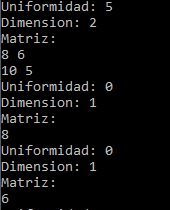 Uniformidad: 5
Dimension: 2
Matriz:
8 6
10 5
Uniformidad: 0
Dimension: 1
Matriz:
8
Uniformidad: 0
Dimension: 1
Matriz:
6